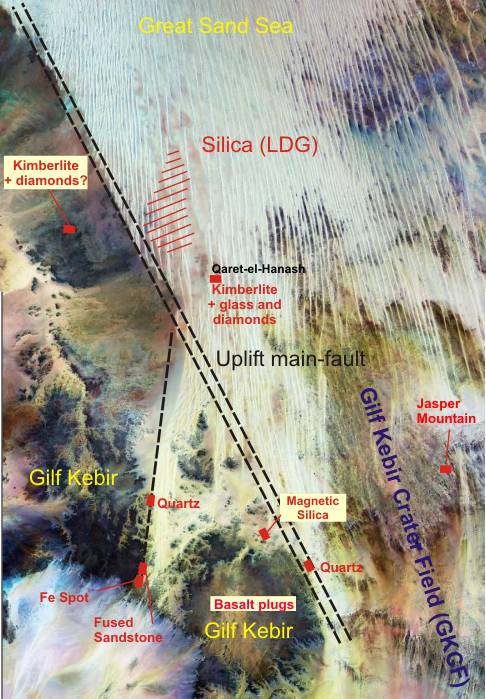 Great Sand Sea
Silica (LDG)
Kimberlite
+ diamonds?
Qaret-el-Hanash
Kimberlite
+ glass and
diamonds
Uplift main-fault
Jasper
Mountain
Gilf Kebir Crater Field (GKCF)
Gilf Kebir
Quartz
Magnetic
Silica
Quartz
Fe Spot
Fused
Sandstone
Basalt plugs
Gilf Kebir